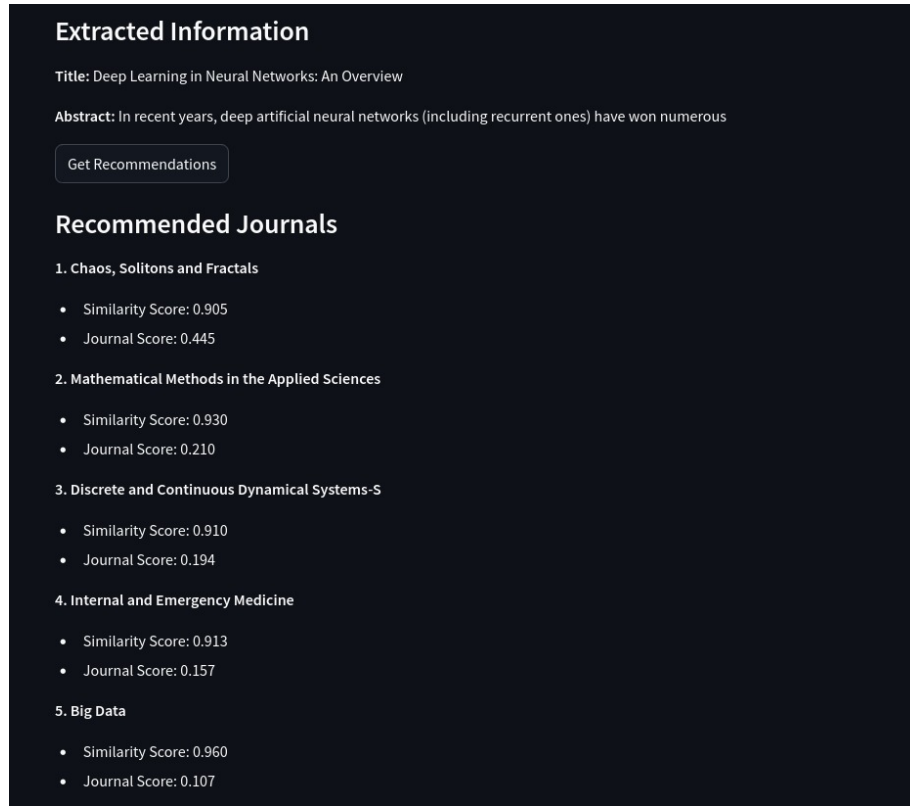 Extracted Information
Title: Deep Learning in Neural Networks: An Overview
Abstract: In recent years, deep artificial neural networks (including recurrent ones) have won numerous
Get Recommendations
Recommended Journals
1. Chaos, Solitons and Fractals
• Similarity Score: 0.905
• Journal Score: 0.445
2. Mathematical Methods in the Applied Sciences
• Similarity Score: 0.930
• Journal Score: 0.210
3. Discrete and Continuous Dynamical Systems-S
• Similarity Score: 0.910
• Journal Score: 0.194
4. Internal and Emergency Medicine
• Similarity Score: 0.913
• Journal Score: 0.157
5. Big Data
• Similarity Score: 0.960
• Journal Score: 0.107